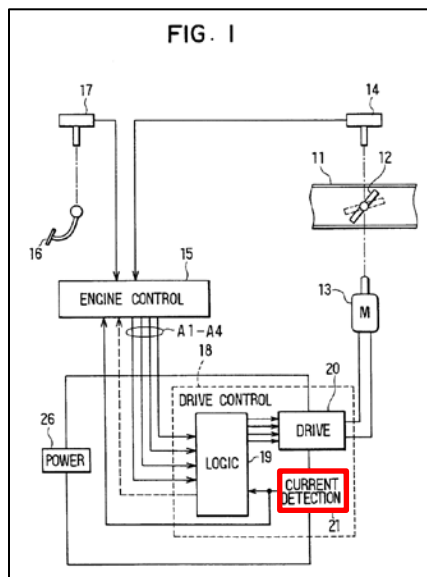 FIG. 1
17
14
11
12
16
15
13
ENGINE CONTROL
M
A1-A4
18
20
DRIVE CONTROL
26
DRIVE
POWER
LOGIC
19
CURRENT
DETECTION
21